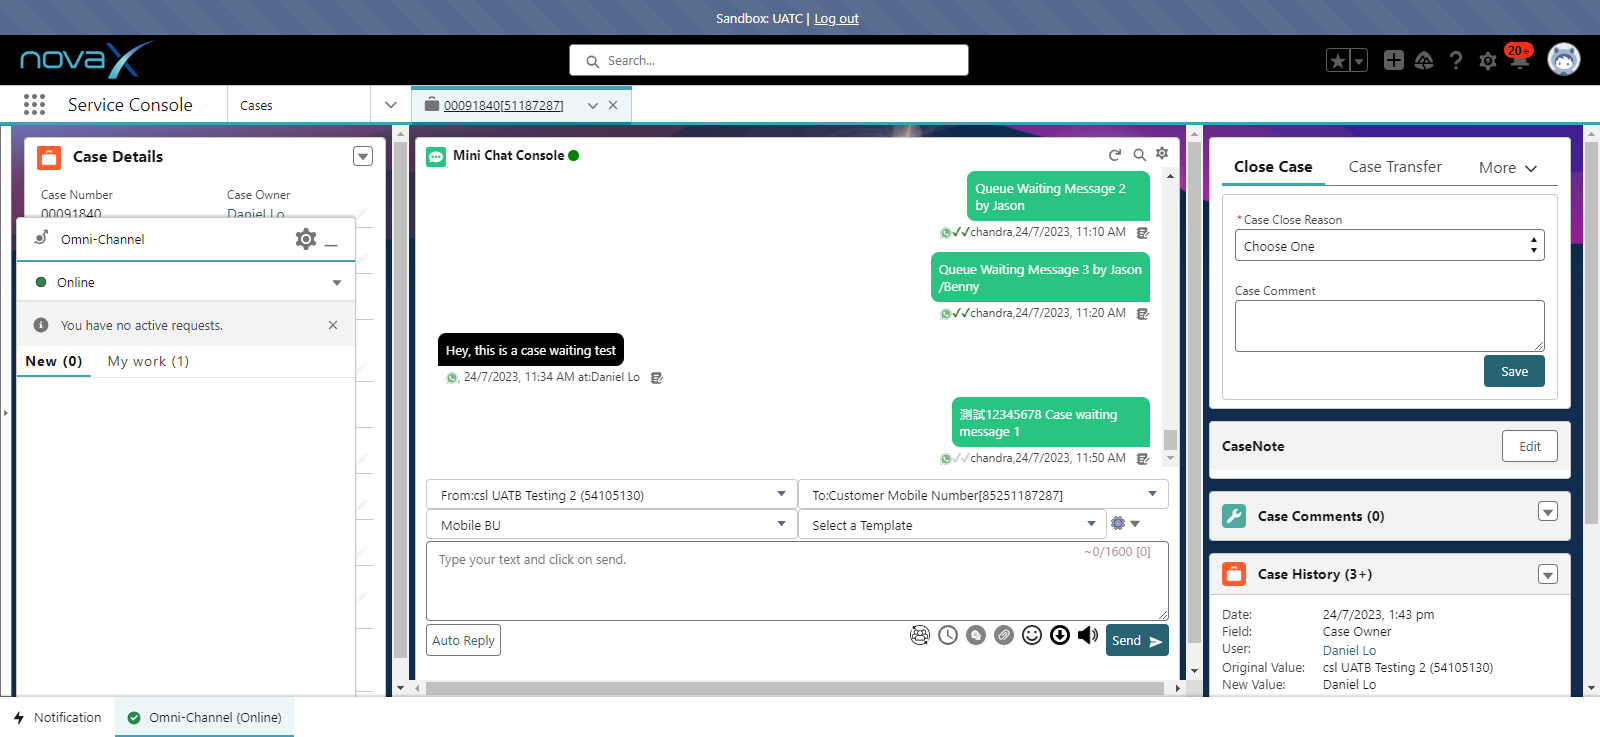 Sandbox: UATC | Log out
novaX
Search...
20+
Service Console
Cases
00091840[51187287]
Case Details
Case Number
Case Owner
00091840
Daniel Lo
Omni-Channel
Online
You have no active requests.
New (0)
My work (1)
Mini Chat Console
Queue Waiting Message 2
by Jason
chandra,24/7/2023, 11:10 AM
Queue Waiting Message 3 by Jason
/Benny
chandra,24/7/2023, 11:20 AM
Hey, this is a case waiting test
, 24/7/2023, 11:34 AM at:Daniel Lo
測試12345678 Case waiting
message 1
chandra,24/7/2023, 11:50 AM
From:csl UATB Testing 2 (54105130)
To:Customer Mobile Number[85251187287]
Mobile BU
Select a Template
Type your text and click on send.
~0/1600 [0]
Auto Reply
Send
Close Case
Case Transfer
More
*Case Close Reason
Choose One
Case Comment
Save
CaseNote
Edit
Case Comments (0)
Case History (3+)
Date: 24/7/2023, 1:43 pm
Field: Case Owner
User: Daniel Lo
Original Value: csl UATB Testing 2 (54105130)
New Value: Daniel Lo
Notification
Omni-Channel (Online)